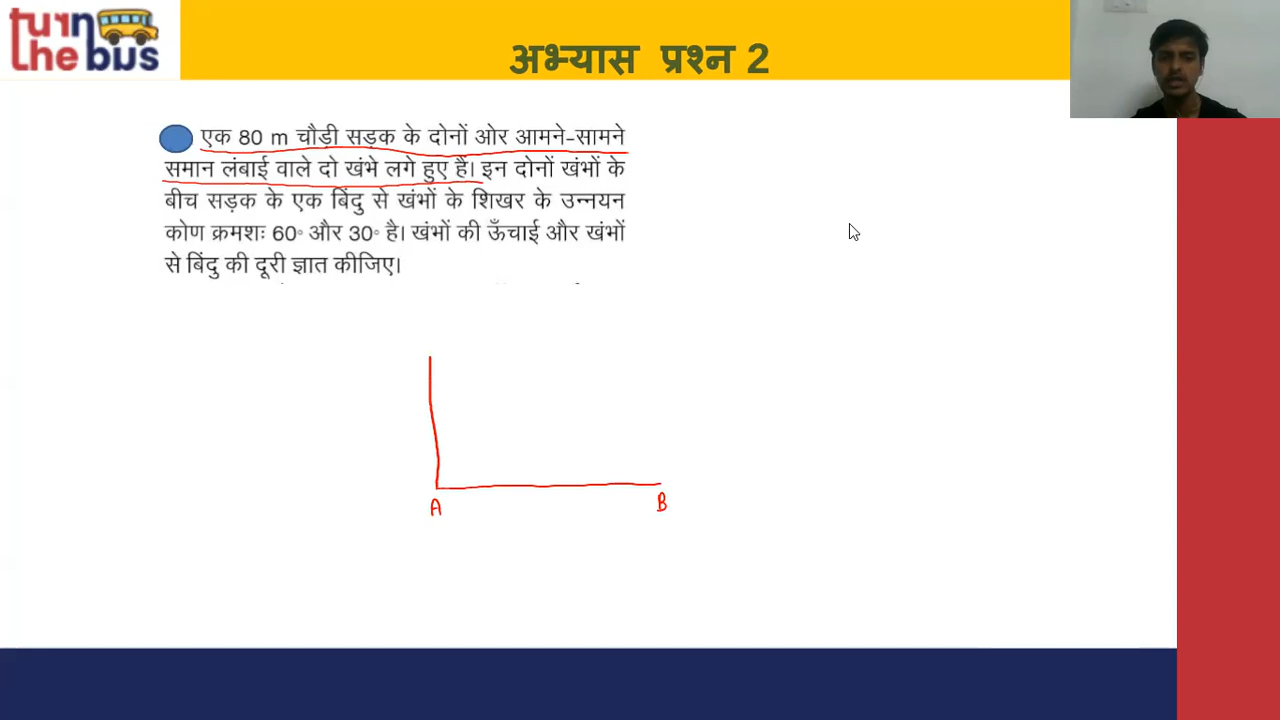 turn
the bus
अभ्यास प्रश्न 2
एक 80 m चौड़ी सड़क के दोनों ओर आमने-सामने
समान लंबाई वाले दो खंभे लगे हुए हैं। इन दोनों खंभों के
बीच सड़क के एक बिंदु से खंभों के शिखर के उन्नयन
कोण क्रमशः 60° और 30° है। खंभों की ऊँचाई और खंभों
से बिंदु की दूरी ज्ञात कीजिए।
A B